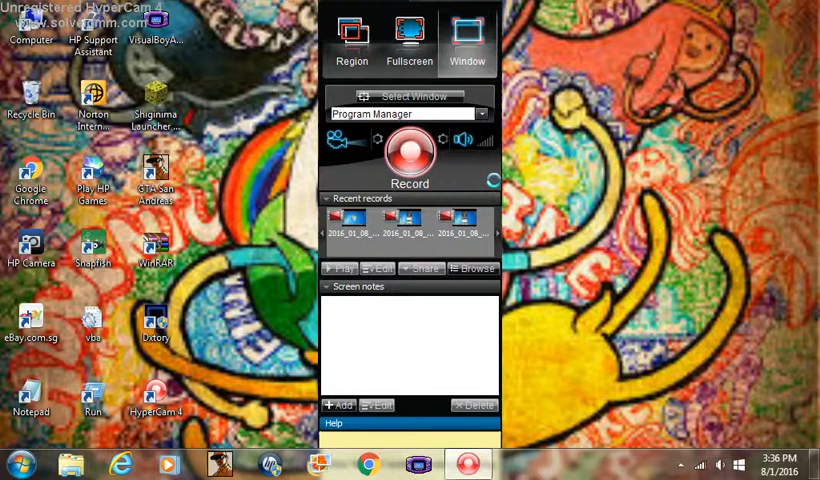 Unregistered HyperCam 4
Computer
HP Support
Assistant
VisualBoyA...
Recycle Bin
Norton
Intern...
Shiginima
Launcher ...
Google
Chrome
Play HP
Games
GTA San
Andreas
HP Camera
Snapfish
WinRAR
eBay.com.sg
vba
Dxtory
Notepad
Run
HyperCam 4
Region
Fullscreen
Window
Select Window
Program Manager
Record
Recent records
2016_01_08_...
2016_01_08_...
2016_01_08_...
Play
Edit
Share
Browse
Screen notes
Add
Edit
Delete
Help
3:36 PM
8/1/2016